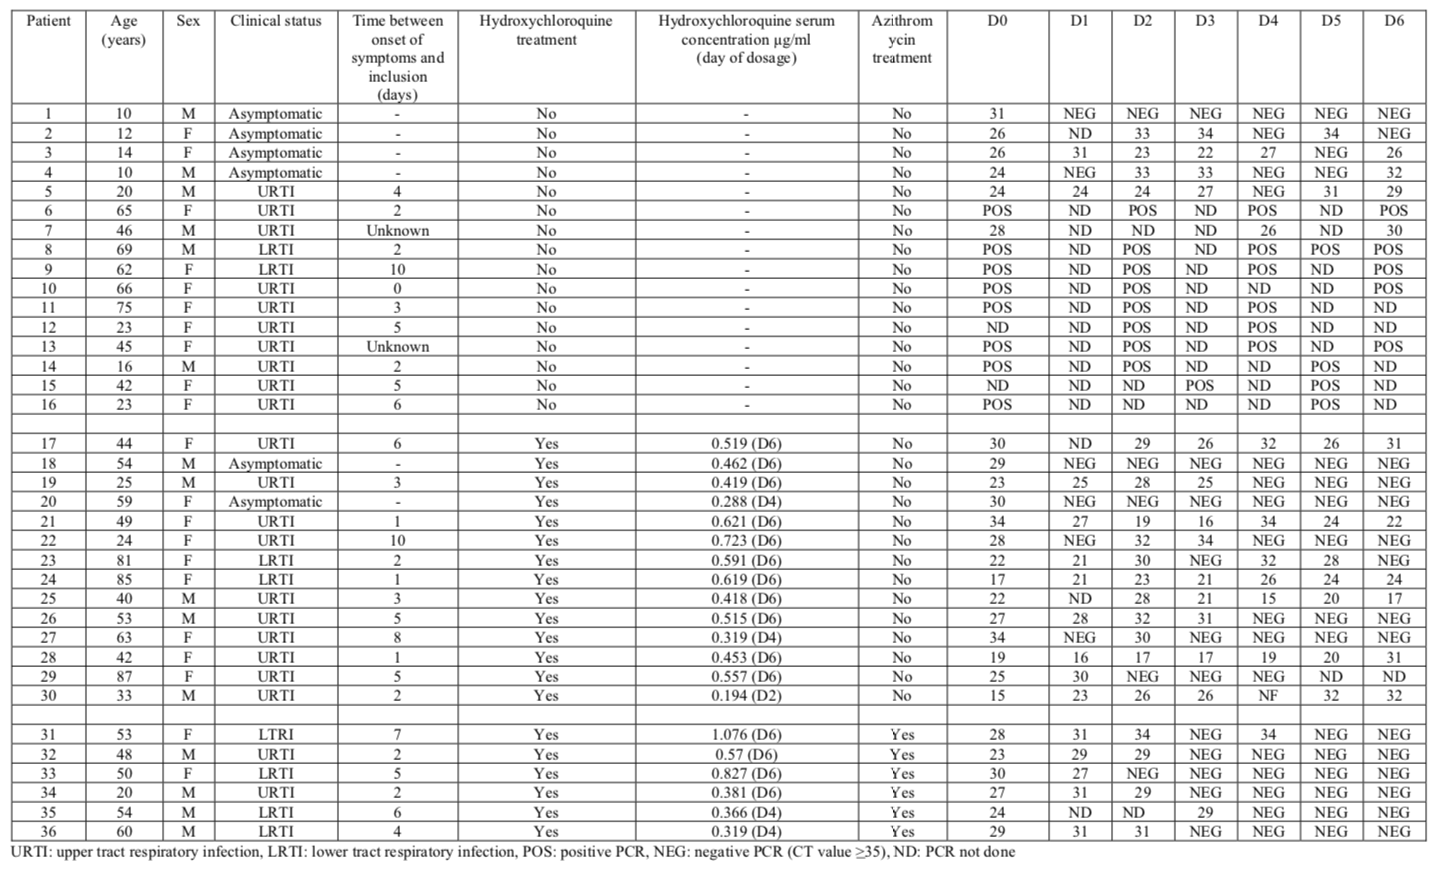 Patient Age (years) Sex Clinical status Time between onset of symptoms and inclusion (days) Hydroxychloroquine treatment Hydroxychloroquine serum concentration µg/ml (day of dosage) Azithrom ycin treatment D0 D1 D2 D3 D4 D5 D6
1 10 M Asymptomatic - No - No 31 NEG NEG NEG NEG NEG NEG
2 12 F Asymptomatic - No - No 26 ND 33 34 NEG 34 NEG
3 14 F Asymptomatic - No - No 26 31 23 22 27 NEG 26
4 10 M Asymptomatic - No - No 24 NEG 33 33 NEG NEG 32
5 20 M URTI 4 No - No 24 24 24 27 NEG 31 29
6 65 F URTI 2 No - No POS ND POS ND POS ND POS
7 46 M URTI Unknown No - No 28 ND ND ND 26 ND 30
8 69 M LRTI 2 No - No POS ND POS ND POS POS POS
9 62 F LRTI 10 No - No POS ND POS ND POS ND POS
10 66 F URTI 0 No - No POS ND POS ND ND ND POS
11 75 F URTI 3 No - No POS ND POS ND POS ND ND
12 23 F URTI 5 No - No ND ND POS ND POS ND ND
13 45 F URTI Unknown No - No POS ND POS ND POS ND POS
14 16 M URTI 2 No - No POS ND POS ND ND POS ND
15 42 F URTI 5 No - No ND ND ND POS ND POS ND
16 23 F URTI 6 No - No POS ND ND ND ND POS ND
17 44 F URTI 6 Yes 0.519 (D6) No 30 ND 29 26 32 26 31
18 54 M Asymptomatic - Yes 0.462 (D6) No 29 NEG NEG NEG NEG NEG NEG
19 25 M URTI 3 Yes 0.419 (D6) No 23 25 28 25 NEG NEG NEG
20 59 F Asymptomatic - Yes 0.288 (D4) No 30 NEG NEG NEG NEG NEG NEG
21 49 F URTI 1 Yes 0.621 (D6) No 34 27 19 16 34 24 22
22 24 F URTI 10 Yes 0.723 (D6) No 28 NEG 32 34 NEG NEG NEG
23 81 F LRTI 2 Yes 0.591 (D6) No 22 21 30 NEG 32 28 NEG
24 85 F LRTI 1 Yes 0.619 (D6) No 17 21 23 21 26 24 24
25 40 M URTI 3 Yes 0.418 (D6) No 22 ND 28 21 15 20 17
26 53 M URTI 5 Yes 0.515 (D6) No 27 28 32 31 NEG NEG NEG
27 63 F URTI 8 Yes 0.319 (D4) No 34 NEG 30 NEG NEG NEG NEG
28 42 F URTI 1 Yes 0.453 (D6) No 19 16 17 17 19 20 31
29 87 F URTI 5 Yes 0.557 (D6) No 25 30 NEG NEG NEG ND ND
30 33 M URTI 2 Yes 0.194 (D2) No 15 23 26 26 NF 32 32
31 53 F LTRI 7 Yes 1.076 (D6) Yes 28 31 34 NEG 34 NEG NEG
32 48 M URTI 2 Yes 0.57 (D6) Yes 23 29 29 NEG NEG NEG NEG
33 50 F LRTI 5 Yes 0.827 (D6) Yes 30 27 NEG NEG NEG NEG NEG
34 20 M URTI 2 Yes 0.381 (D6) Yes 27 31 29 NEG NEG NEG NEG
35 54 M LRTI 6 Yes 0.366 (D4) Yes 24 ND ND 29 NEG NEG NEG
36 60 M LRTI 4 Yes 0.319 (D4) Yes 29 31 31 NEG NEG NEG NEG
URTI: upper tract respiratory infection, LRTI: lower tract respiratory infection, POS: positive PCR, NEG: negative PCR (CT value ≥35), ND: PCR not done